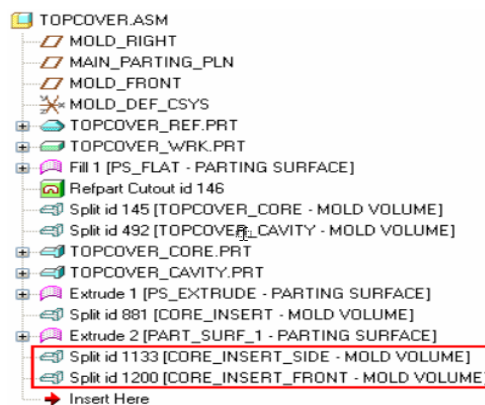 TOPCOVER.ASM
MOLD_RIGHT
MAIN_PARTING_PLN
MOLD_FRONT
MOLD_DEF_CSYS
TOPCOVER_REF.PRT
TOPCOVER_WRK.PRT
Fill 1 [PS_FLAT - PARTING SURFACE]
Refpart Cutout id 146
Split id 145 [TOPCOVER_CORE - MOLD VOLUME]
Split id 492 [TOPCOVER_CAVITY - MOLD VOLUME]
TOPCOVER_CORE.PRT
TOPCOVER_CAVITY.PRT
Extrude 1 [PS_EXTRUDE - PARTING SURFACE]
Split id 881 [CORE_INSERT - MOLD VOLUME]
Extrude 2 [PART_SURF_1 - PARTING SURFACE]
Split id 1133 [CORE_INSERT_SIDE - MOLD VOLUME]
Split id 1200 [CORE_INSERT_FRONT - MOLD VOLUME]
Insert Here